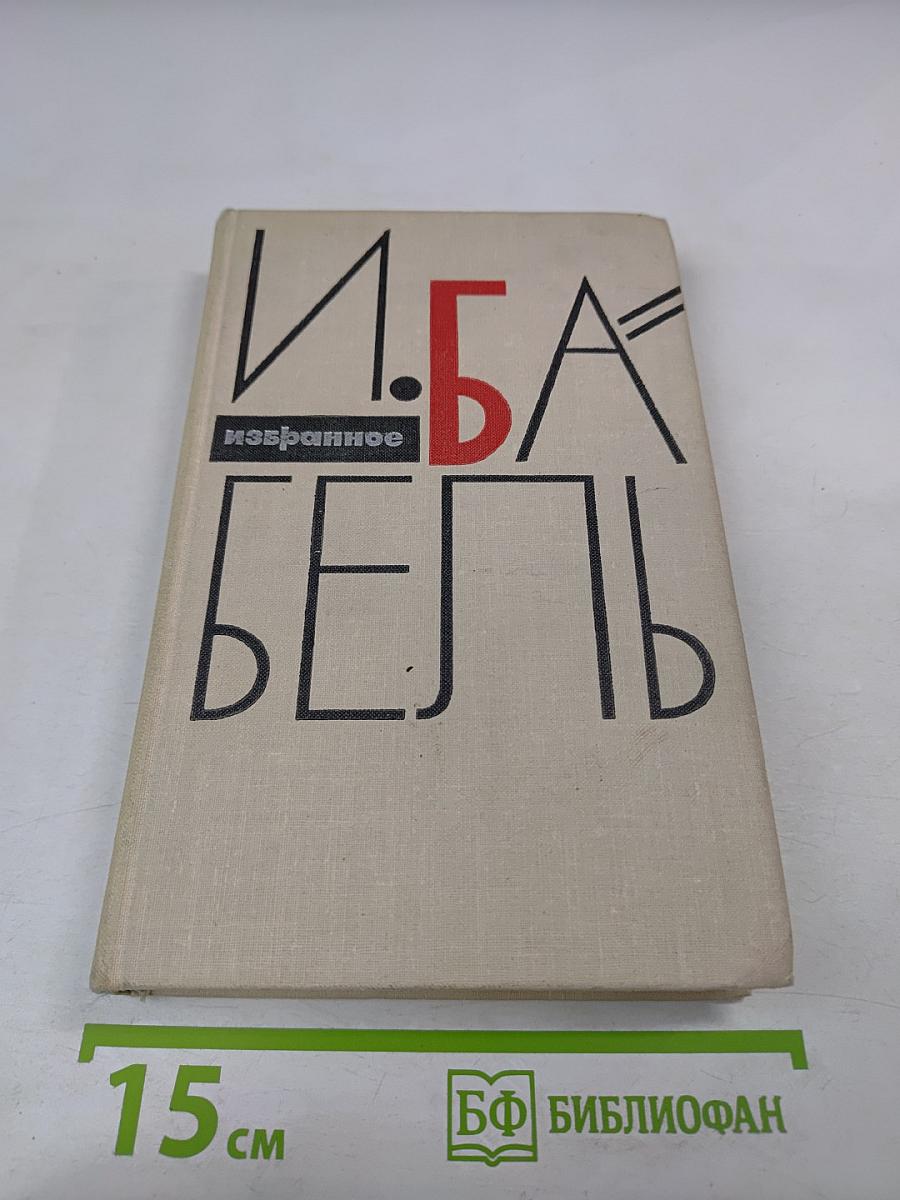 И. БА=
избранное
БЕЛЬ
15 см
БФ БИБЛИОФАН